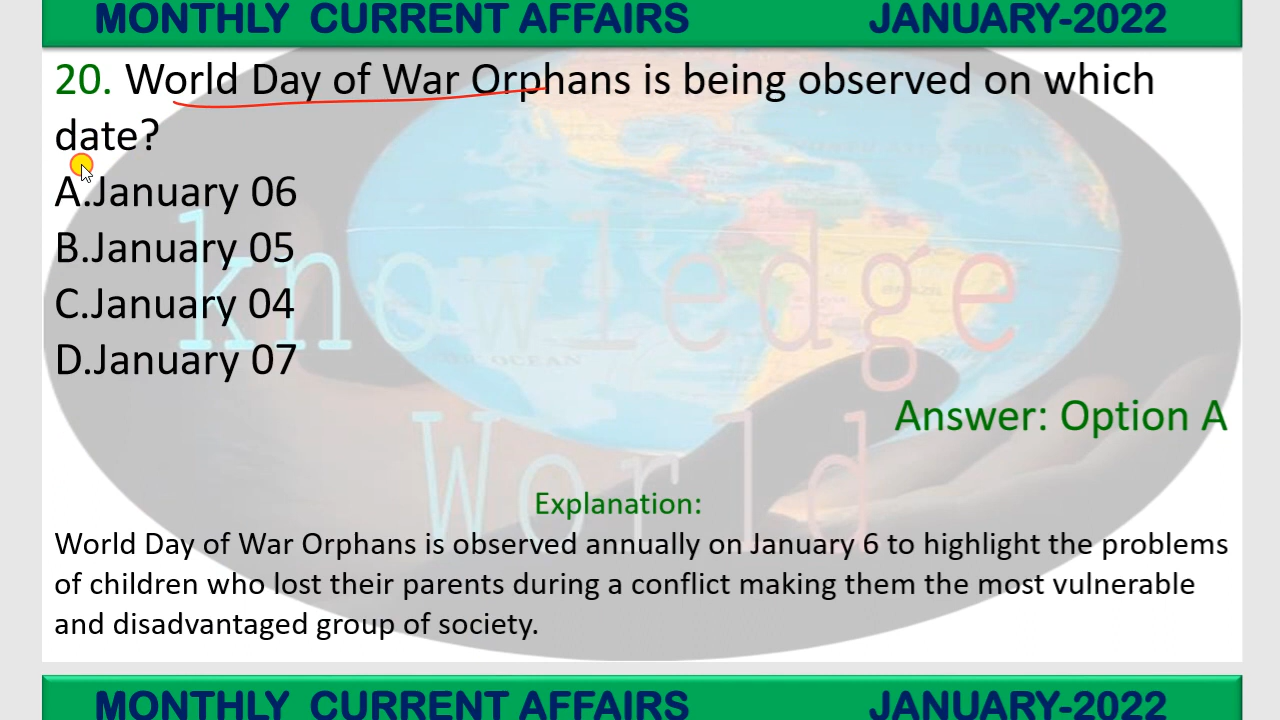 MONTHLY CURRENT AFFAIRS JANUARY-2022
20. World Day of War Orphans is being observed on which
date?
A.January 06
B.January 05
C.January 04
D.January 07
knowledge
World
Answer: Option A
Explanation:
World Day of War Orphans is observed annually on January 6 to highlight the problems
of children who lost their parents during a conflict making them the most vulnerable
and disadvantaged group of society.
MONTHLY CURRENT AFFAIRS JANUARY-2022